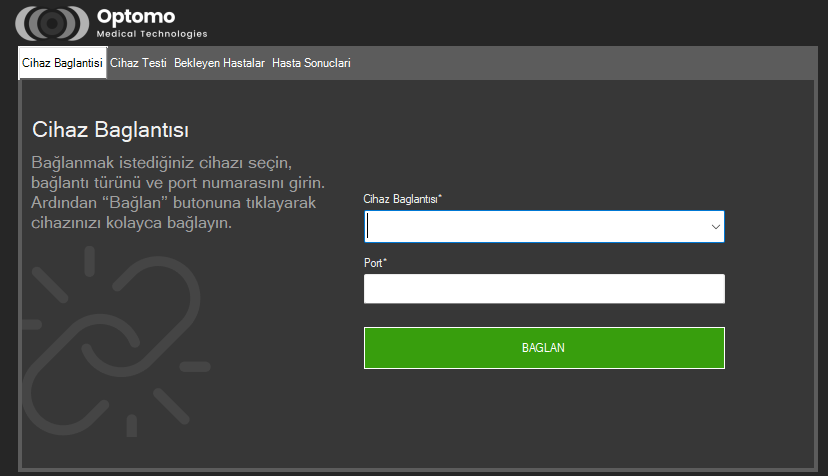 Optomo
Medical Technologies
Cihaz Baglantisi Cihaz Testi Bekleyen Hastalar Hasta Sonuclari
Cihaz Baglantısı
Bağlanmak istediğiniz cihazı seçin,
bağlantı türünü ve port numarasını girin.
Ardından “Bağlan” butonuna tıklayarak
cihazınızı kolayca bağlayın.
Cihaz Baglantısı*
Port*
BAGLAN